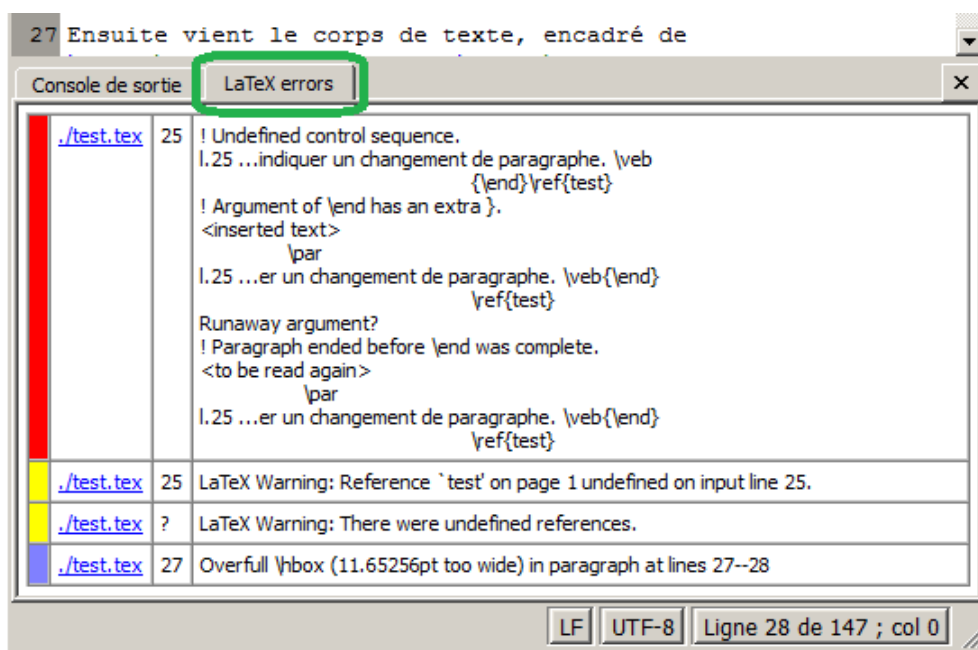 27 Ensuite vient le corps de texte, encadré de
Console de sortie LaTeX errors
./test.tex 25 ! Undefined control sequence.
l.25 ...indiquer un changement de paragraphe. \veb
{\end}\ref{test}
! Argument of \end has an extra }.
<inserted text>
\par
l.25 ...er un changement de paragraphe. \veb{\end}
\ref{test}
Runaway argument?
! Paragraph ended before \end was complete.
<to be read again>
\par
l.25 ...er un changement de paragraphe. \veb{\end}
\ref{test}
./test.tex 25 LaTeX Warning: Reference `test' on page 1 undefined on input line 25.
./test.tex ? LaTeX Warning: There were undefined references.
./test.tex 27 Overfull \hbox (11.65256pt too wide) in paragraph at lines 27--28
LF UTF-8 Ligne 28 de 147 ; col 0